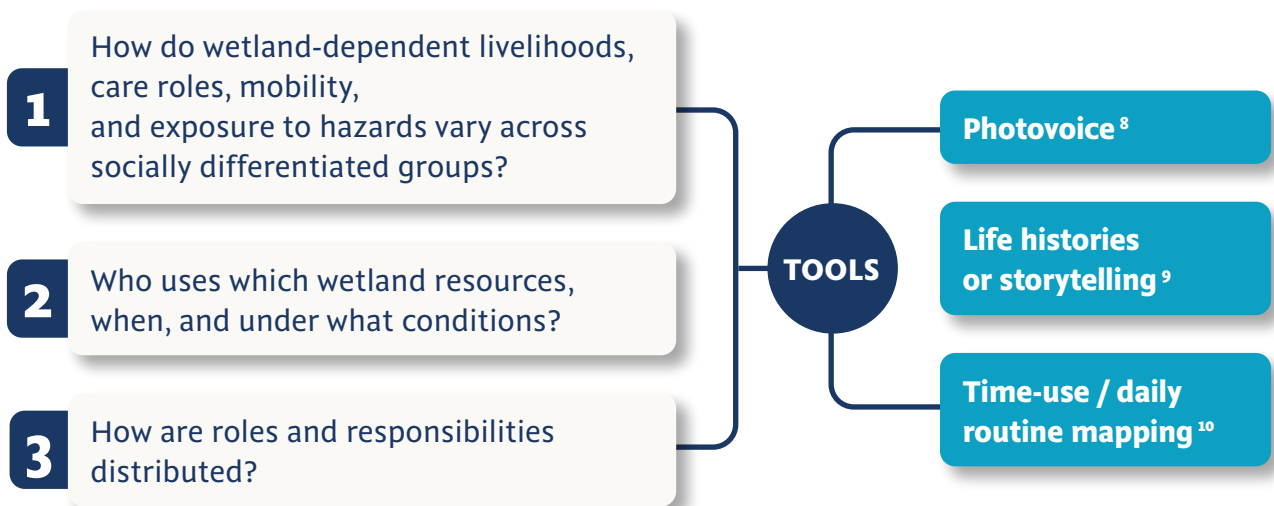 1
How do wetland-dependent livelihoods,
care roles, mobility,
and exposure to hazards vary across
socially differentiated groups?
2
Who uses which wetland resources,
when, and under what conditions?
3
How are roles and responsibilities
distributed?
TOOLS
Photovoice ⁸
Life histories
or storytelling ⁹
Time-use / daily
routine mapping ¹⁰